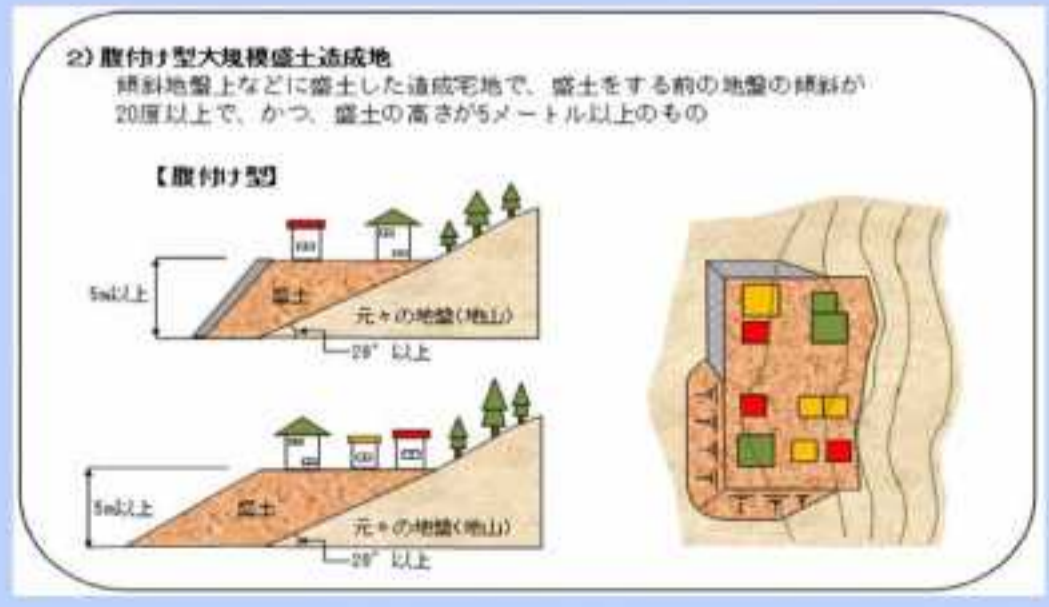 2) 腹付け型大規模盛土造成地
傾斜地盤上などに盛土した造成宅地で、盛土をする前の地盤の傾斜が
20度以上で、かつ、盛土の高さが5メートル以上のもの
【腹付け型】
5m以上
盛土
元々の地盤(地山)
20°以上
5m以上
盛土
元々の地盤(地山)
20°以上